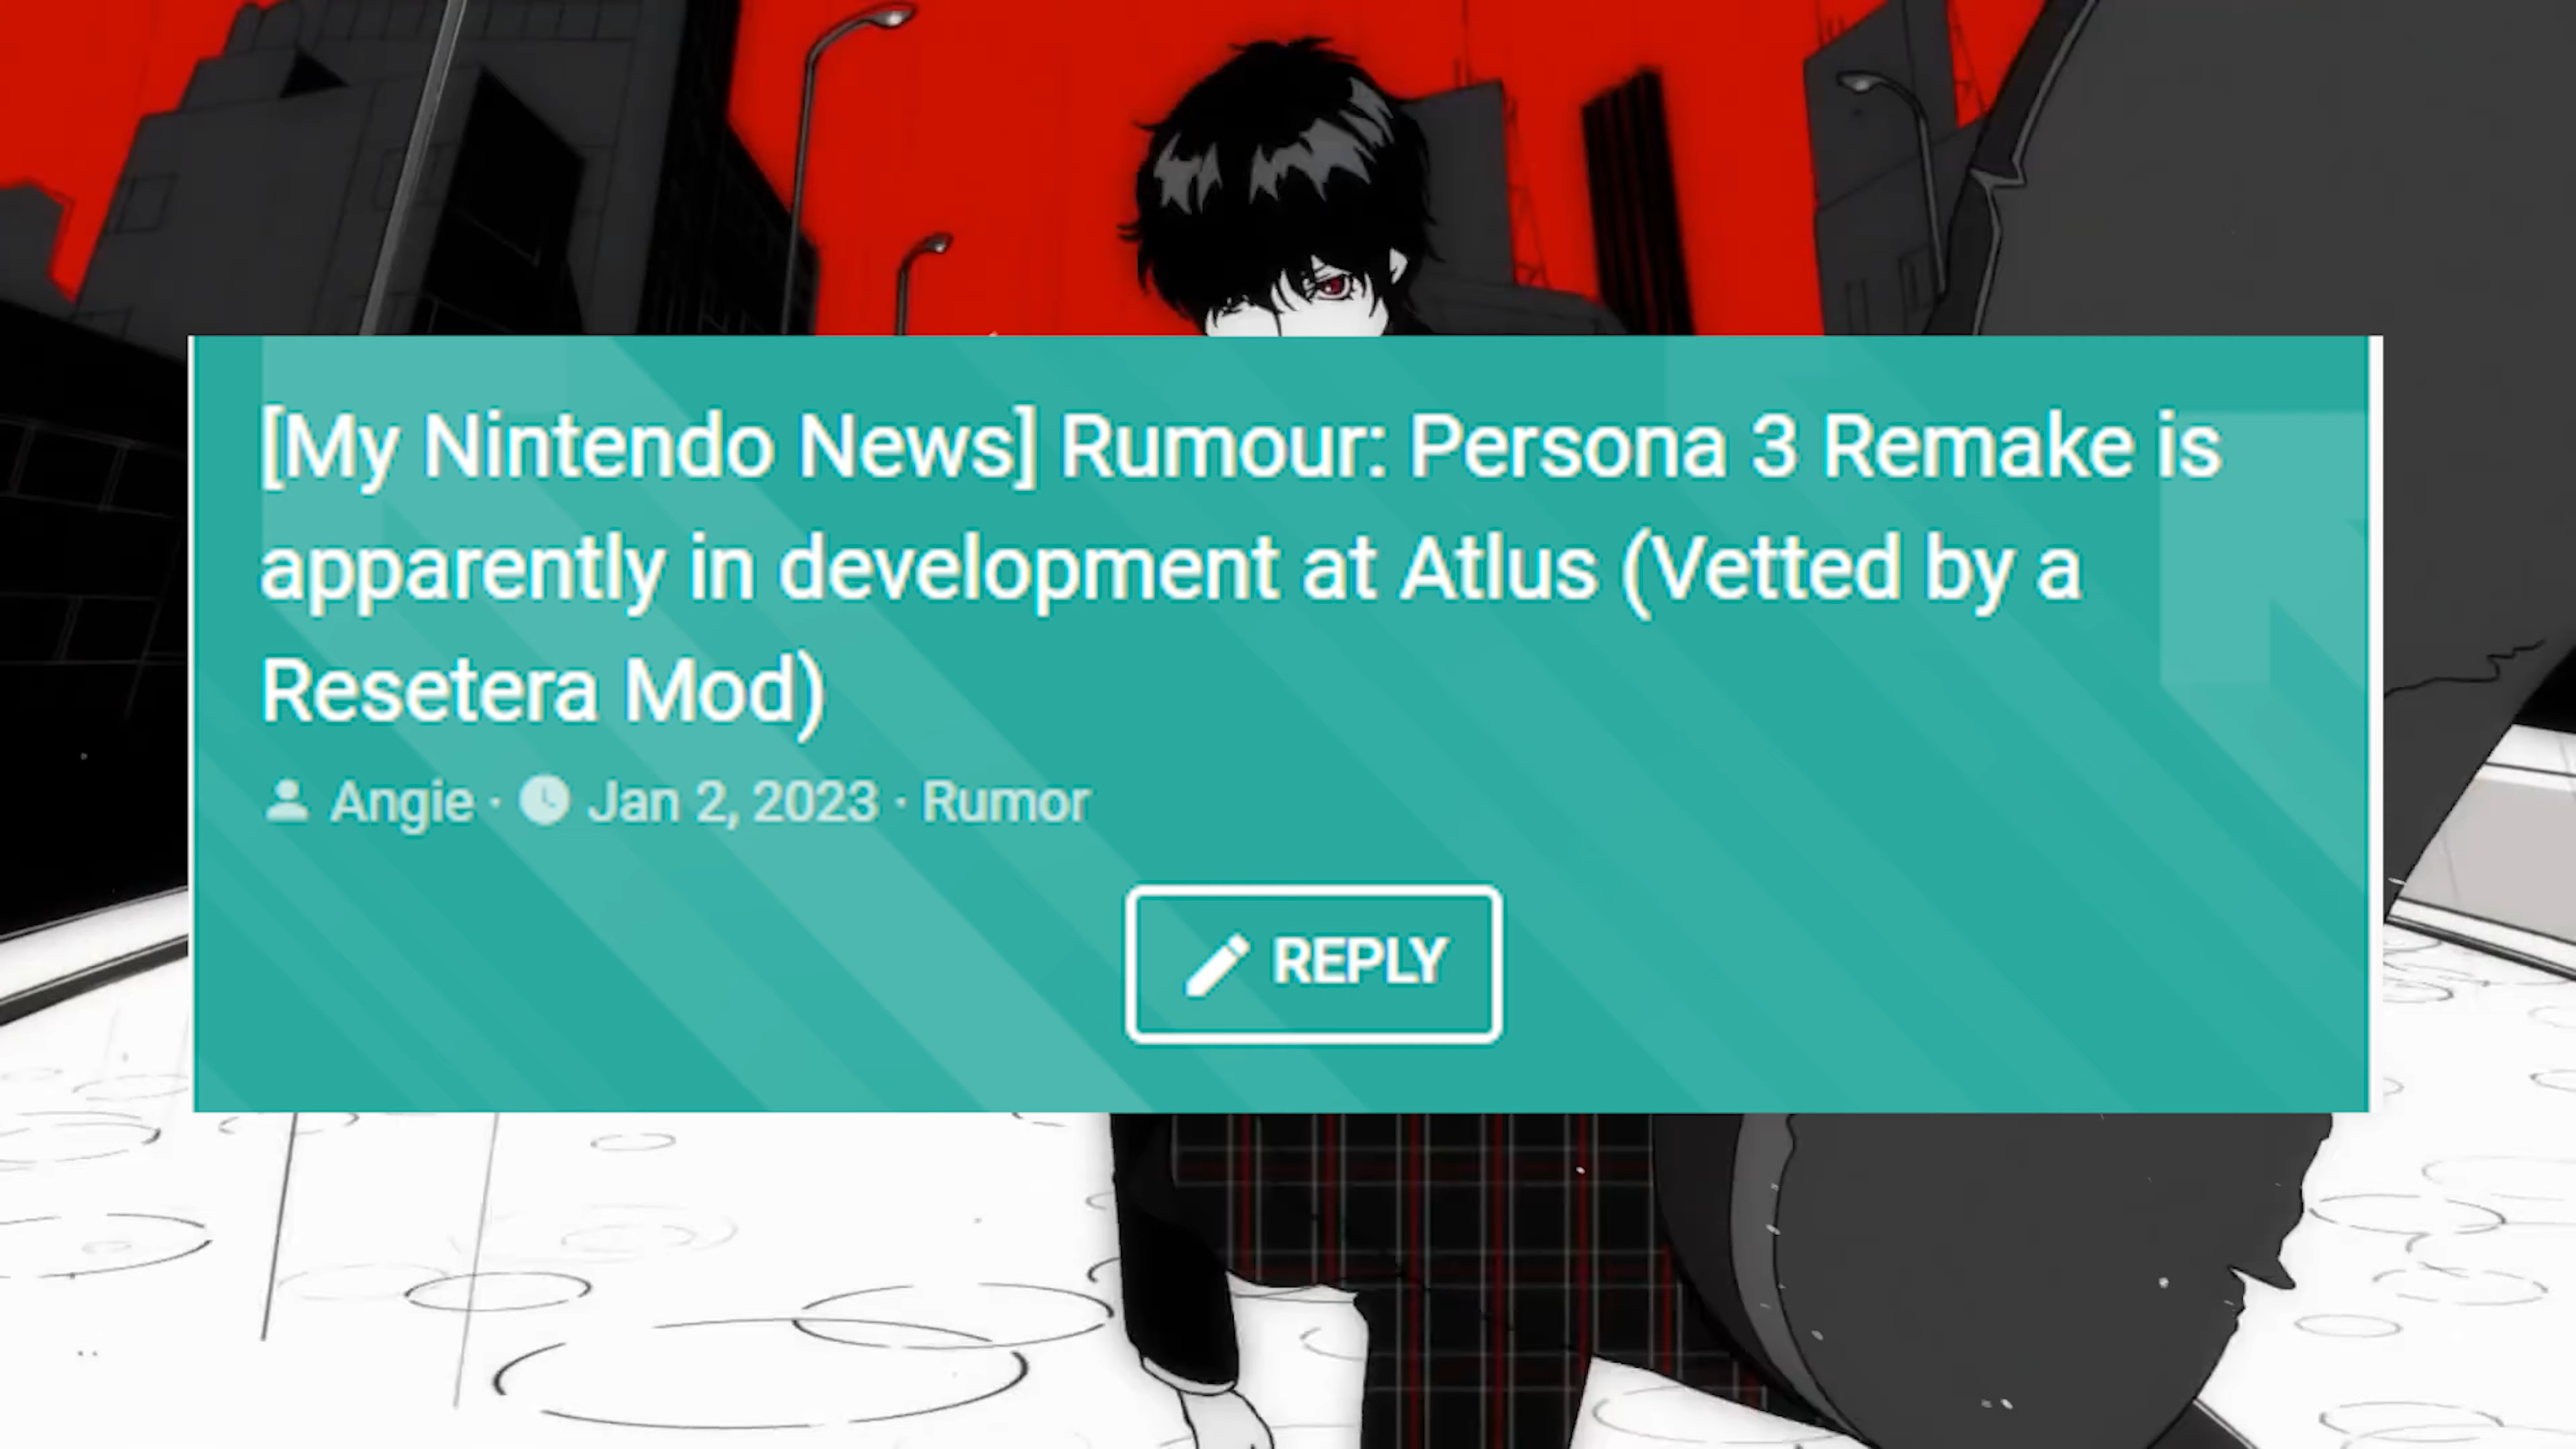 [My Nintendo News] Rumour: Persona 3 Remake is
apparently in development at Atlus (Vetted by a
Resetera Mod)
Angie · Jan 2, 2023 · Rumor
REPLY